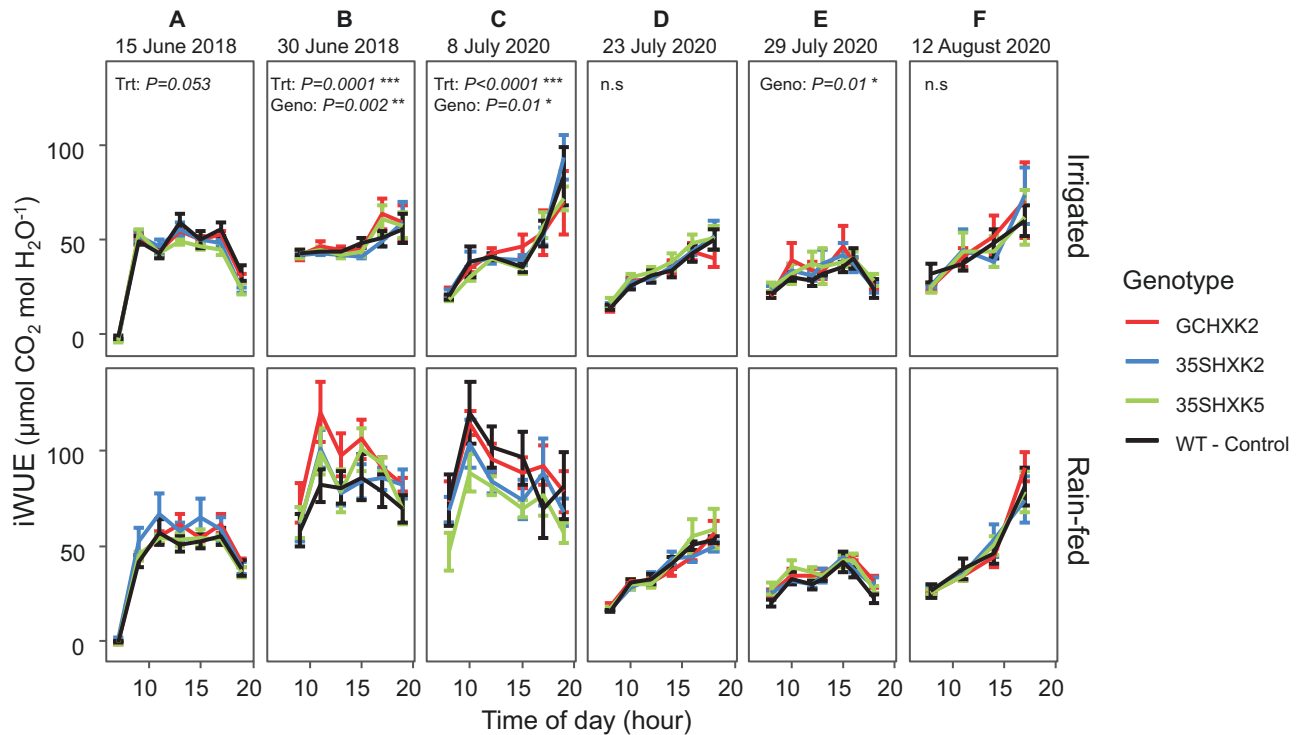 A B C D E F
15 June 2018 30 June 2018 8 July 2020 23 July 2020 29 July 2020 12 August 2020
Trt: P=0.053 Trt: P=0.0001 *** Trt: P<0.0001 *** n.s Geno: P=0.01 * n.s
Geno: P=0.002 ** Geno: P=0.01 *
100
50
0
Irrigated
iWUE (µmol CO₂ mol H₂O⁻¹)
Genotype
GCHXK2
35SHXK2
35SHXK5
WT - Control
100
50
0
Rain-fed
10 15 20 10 15 20 10 15 20 10 15 20 10 15 20 10 15 20
Time of day (hour)